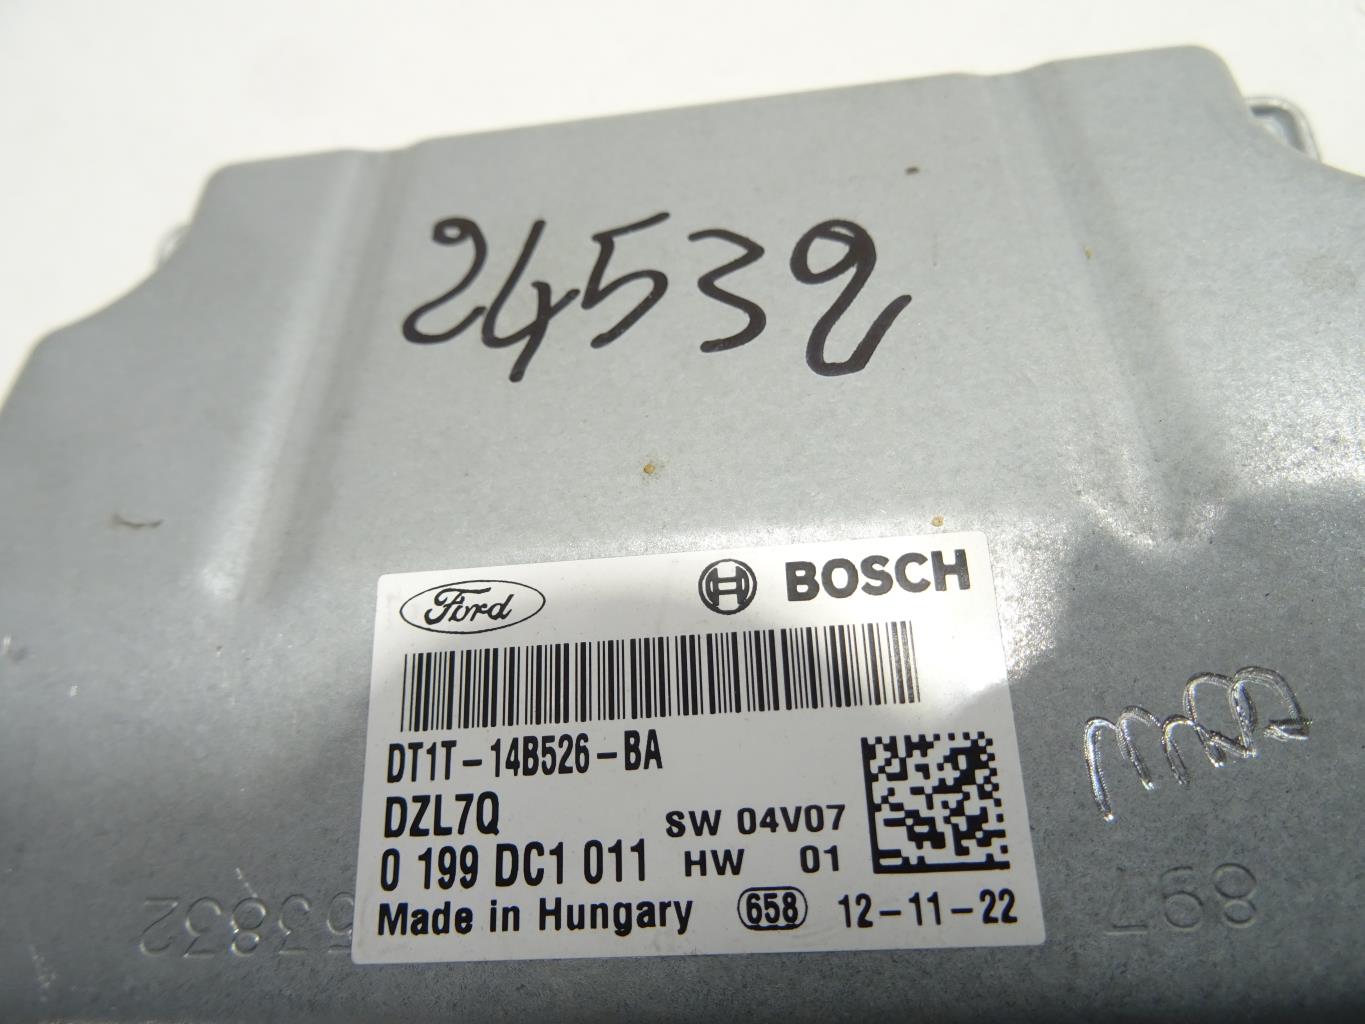 24532
Ford BOSCH
DT1T-14B526-BA
DZL7Q SW 04V07
0 199 DC1 011 HW 01
Made in Hungary 658 12-11-22